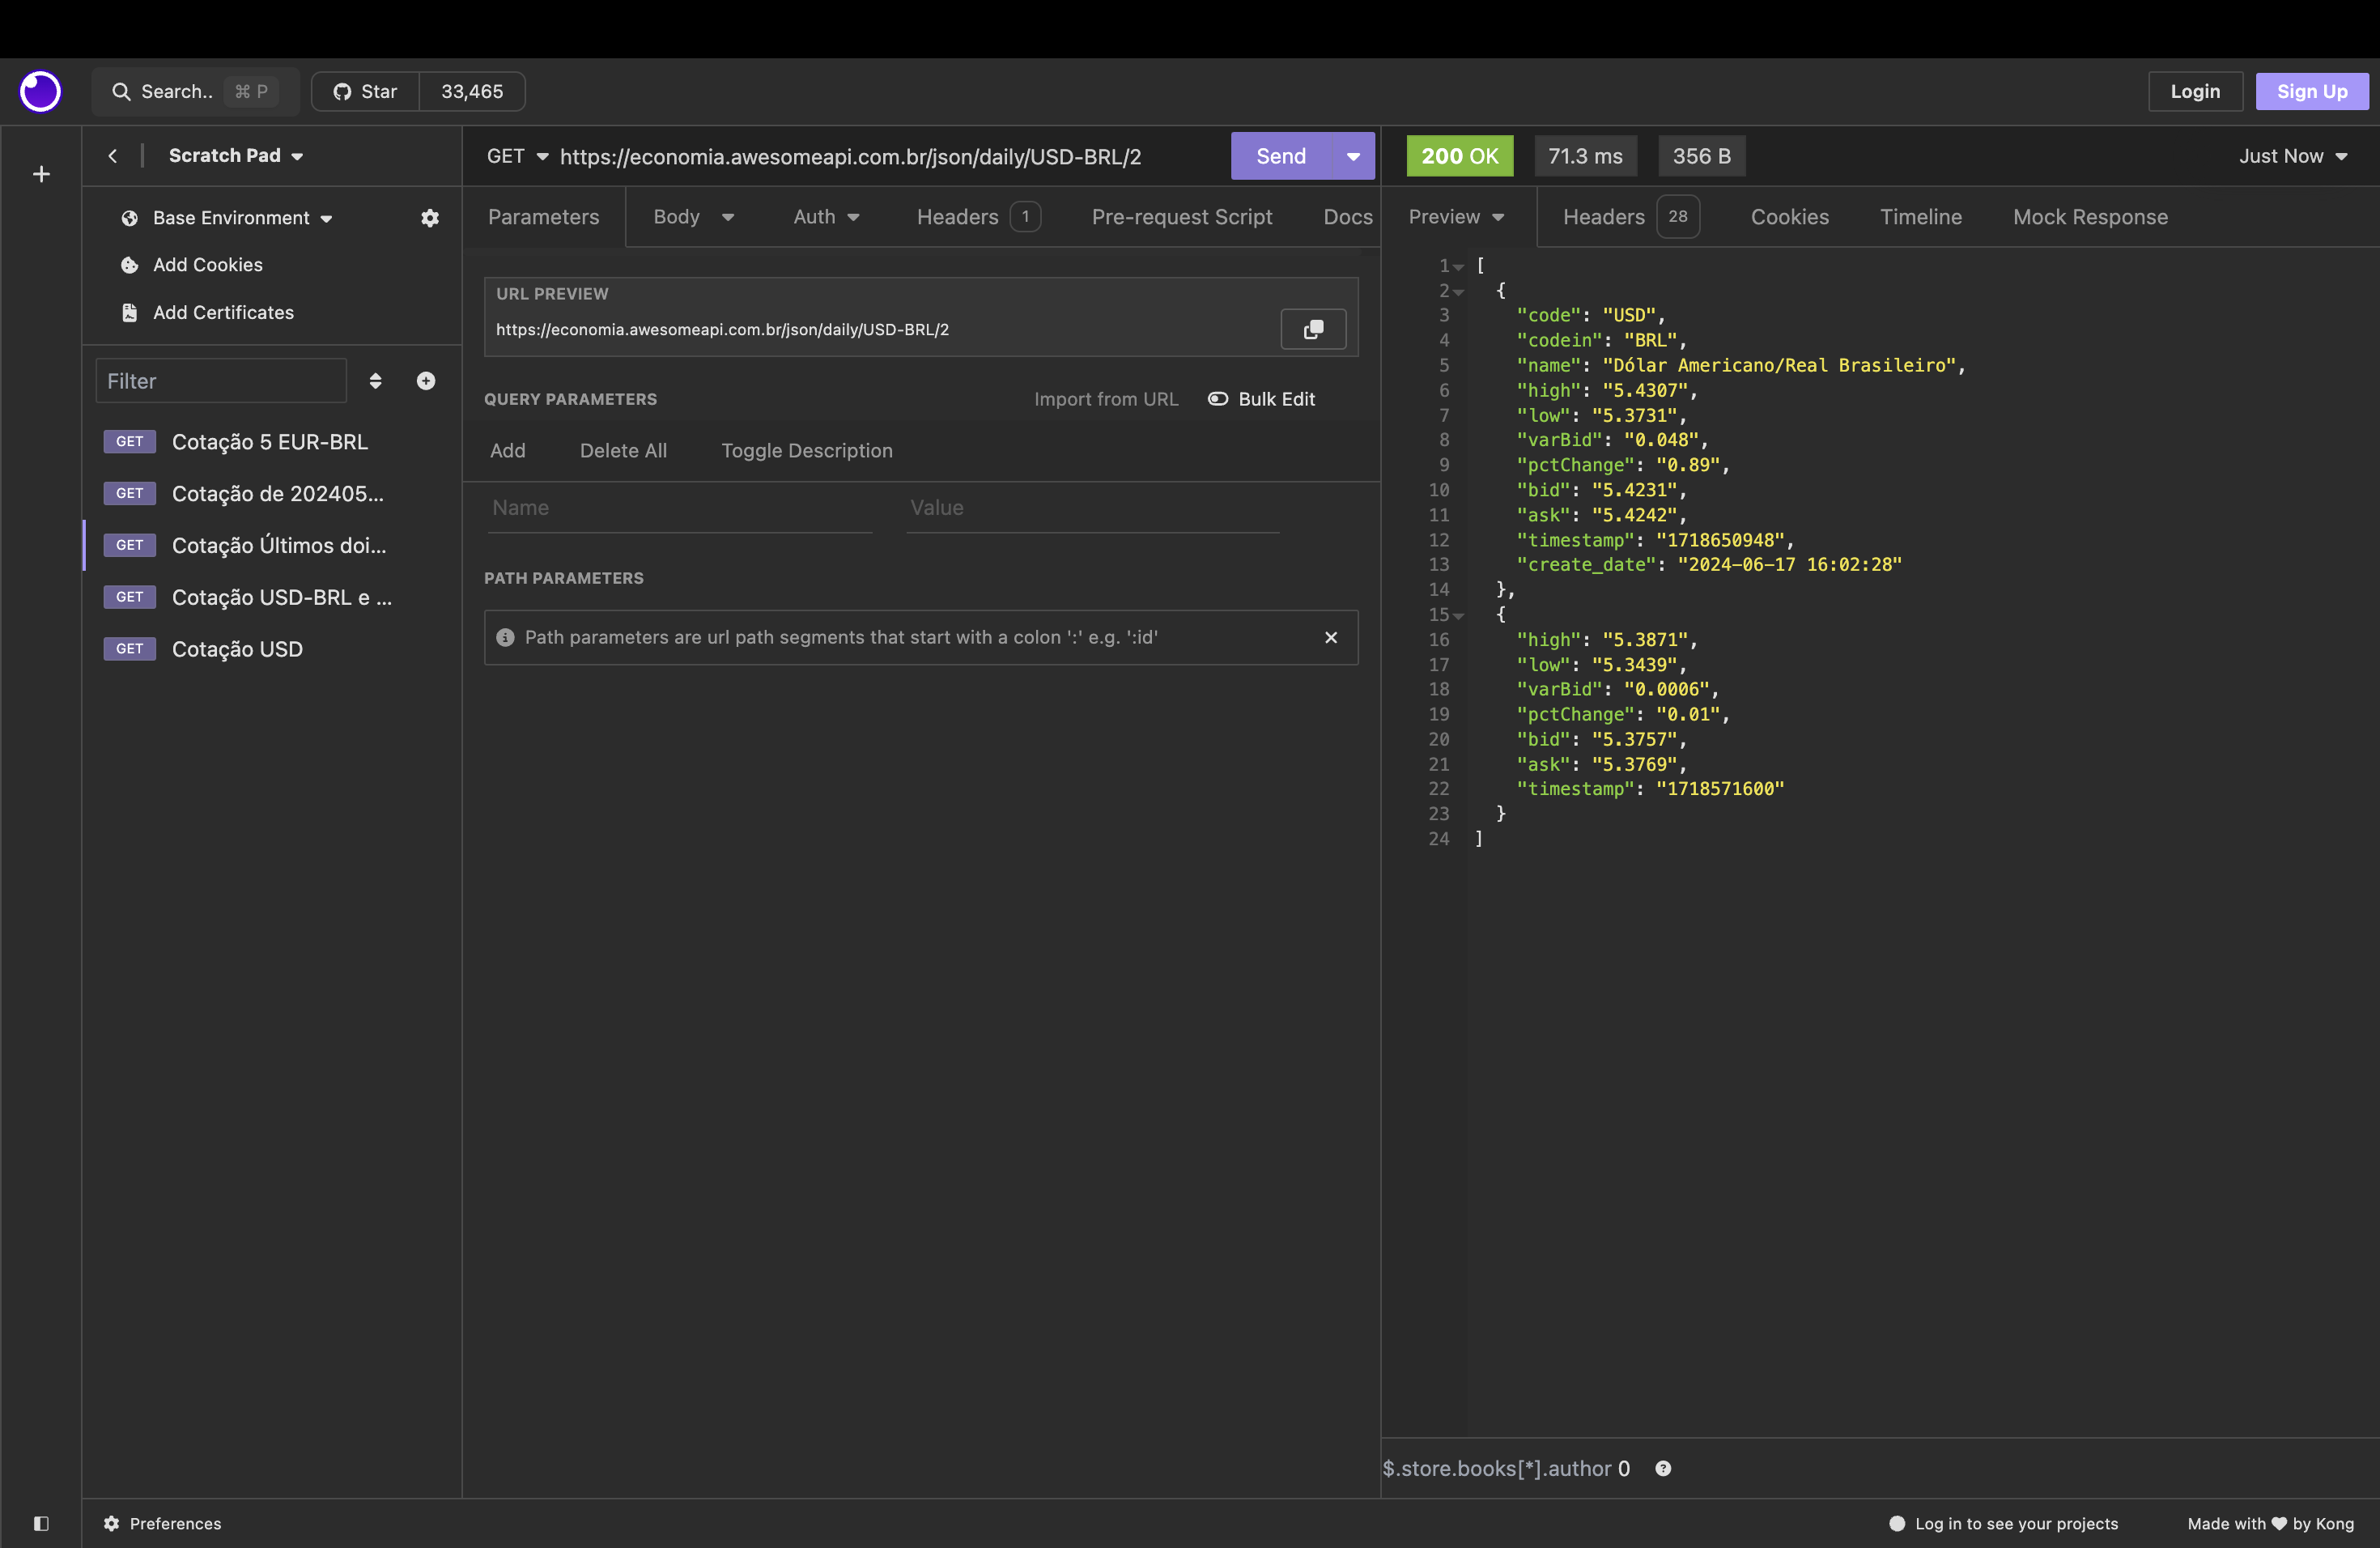 Search.. ⌘ P
Star 33,465
Login
Sign Up
Scratch Pad
Base Environment
Add Cookies
Add Certificates
Filter
GET Cotação 5 EUR-BRL
GET Cotação de 202405...
GET Cotação Últimos doi...
GET Cotação USD-BRL e ...
GET Cotação USD
GET https://economia.awesomeapi.com.br/json/daily/USD-BRL/2
Send
Parameters Body Auth Headers 1 Pre-request Script Docs
URL PREVIEW
https://economia.awesomeapi.com.br/json/daily/USD-BRL/2
QUERY PARAMETERS Import from URL Bulk Edit
Add Delete All Toggle Description
Name Value
PATH PARAMETERS
Path parameters are url path segments that start with a colon ':' e.g. ':id'
200 OK 71.3 ms 356 B Just Now
Preview Headers 28 Cookies Timeline Mock Response
1 [
2 {
3 "code": "USD",
4 "codein": "BRL",
5 "name": "Dólar Americano/Real Brasileiro",
6 "high": "5.4307",
7 "low": "5.3731",
8 "varBid": "0.048",
9 "pctChange": "0.89",
10 "bid": "5.4231",
11 "ask": "5.4242",
12 "timestamp": "1718650948",
13 "create_date": "2024-06-17 16:02:28"
14 },
15 {
16 "high": "5.3871",
17 "low": "5.3439",
18 "varBid": "0.0006",
19 "pctChange": "0.01",
20 "bid": "5.3757",
21 "ask": "5.3769",
22 "timestamp": "1718571600"
23 }
24 ]
$.store.books[*].author 0
Preferences
Log in to see your projects
Made with ♥ by Kong